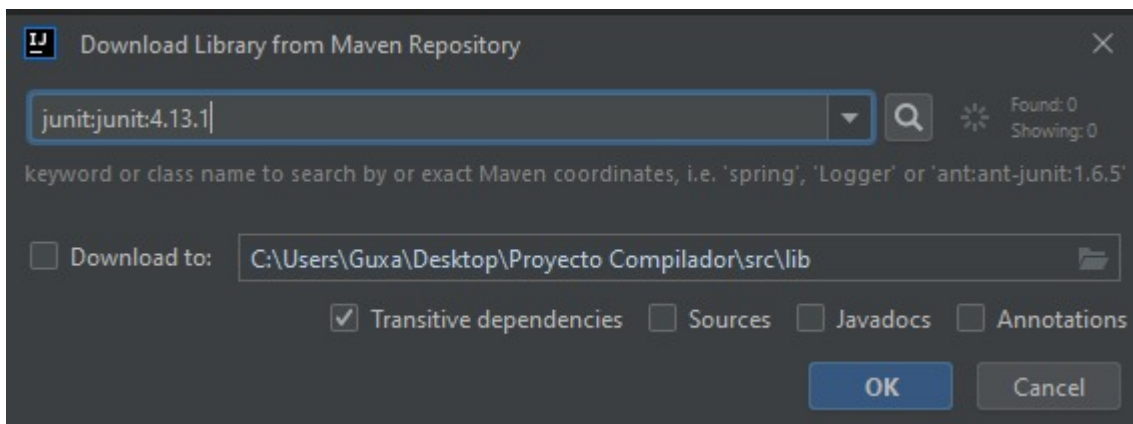 IJ Download Library from Maven Repository
junit:junit:4.13.1
Found: 0
Showing: 0
keyword or class name to search by or exact Maven coordinates, i.e. 'spring', 'Logger' or 'ant:ant-junit:1.6.5'
Download to: C:\Users\Guxa\Desktop\Proyecto Compilador\src\lib
Transitive dependencies Sources Javadocs Annotations
OK Cancel